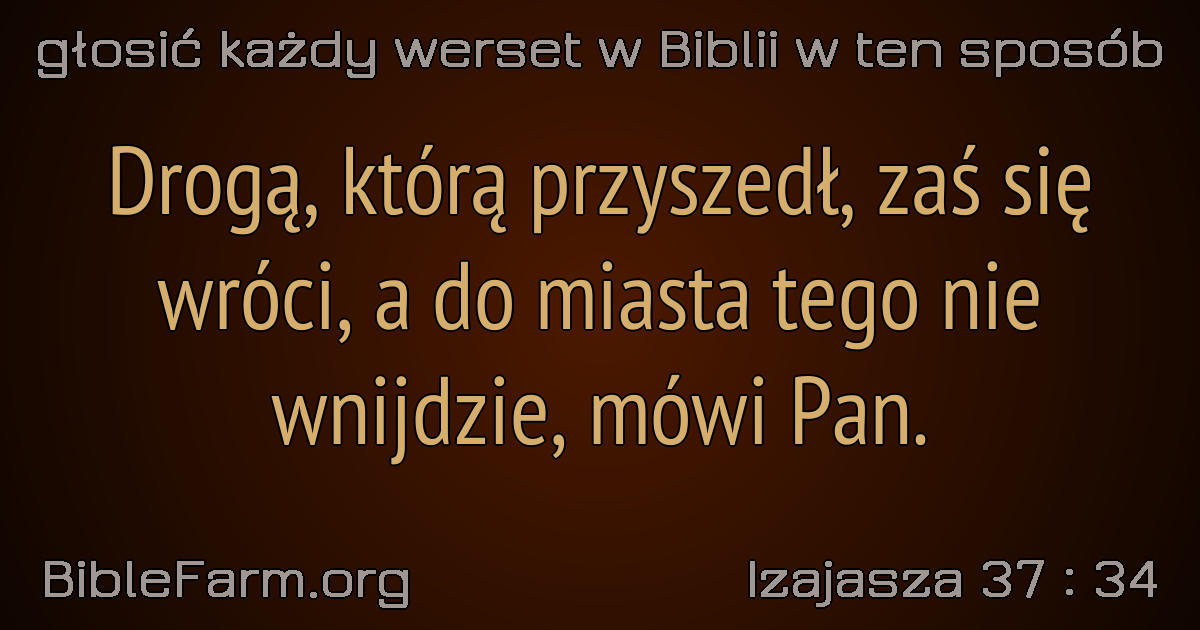 głosić każdy werset w Biblii w ten sposób
Drogą, którą przyszedł, zaś się
wróci, a do miasta tego nie
wnijdzie, mówi Pan.
BibleFarm.org
Izajasza 37 : 34